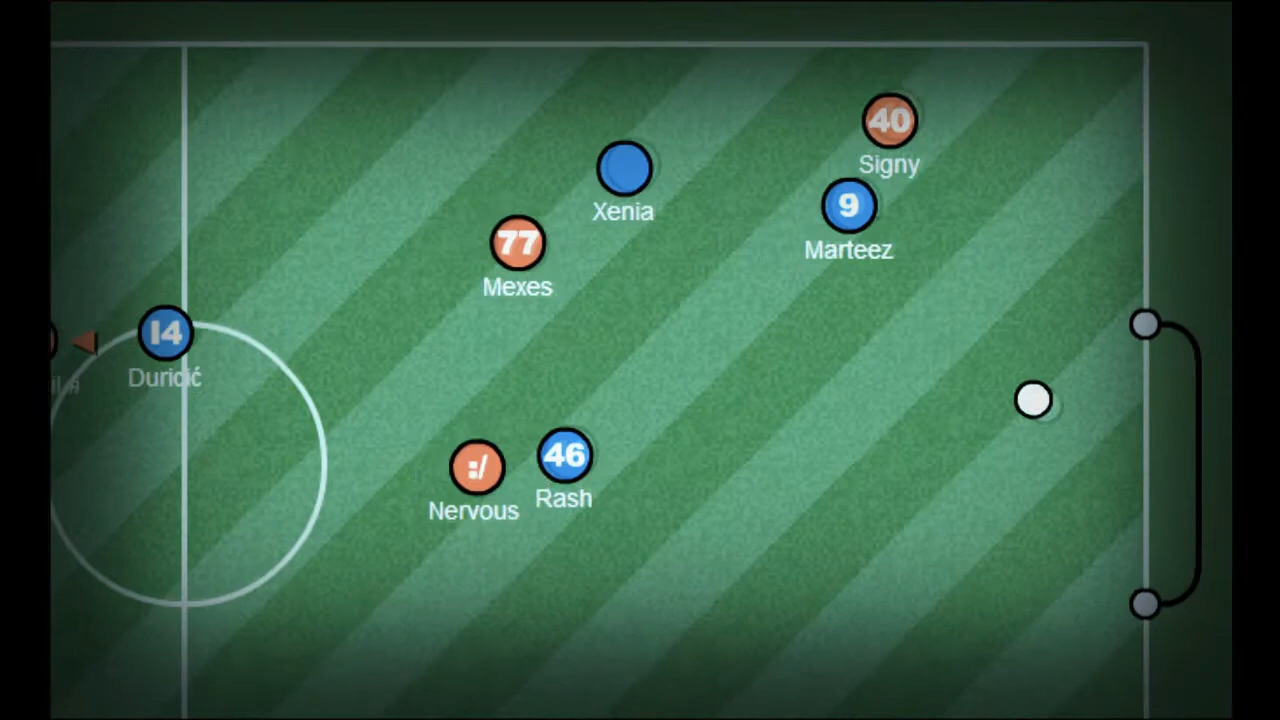 40
Signy
Xenia
9
Marteez
77
Mexes
14
Duričić
46
Rash
:/
Nervous